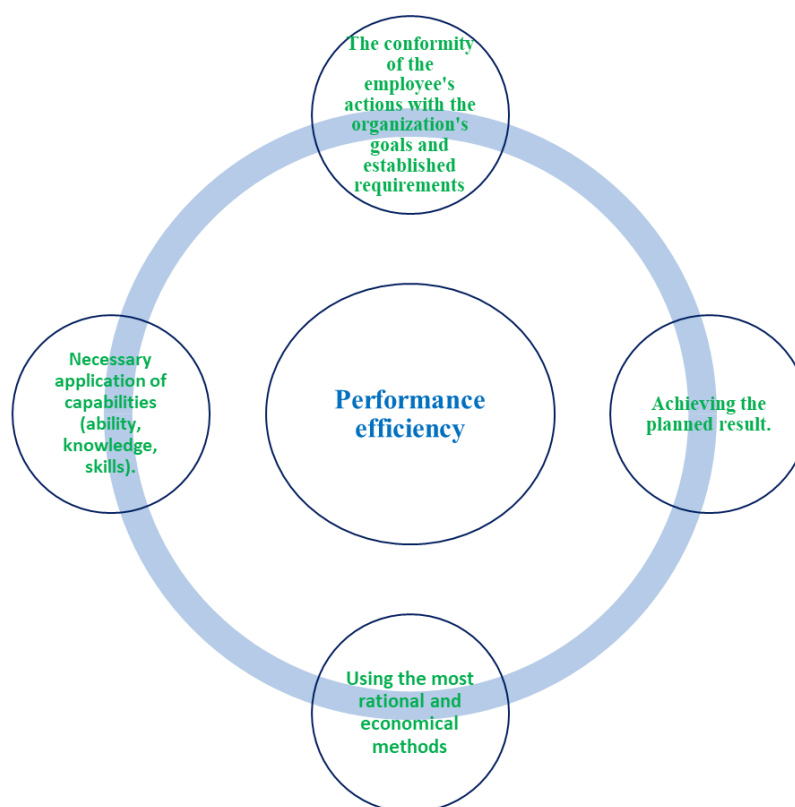 The conformity
of the
employee's
actions with the
organization's
goals and
established
requirements
Necessary
application of
capabilities
(ability,
knowledge,
skills).
Performance
efficiency
Achieving the
planned result.
Using the most
rational and
economical
methods